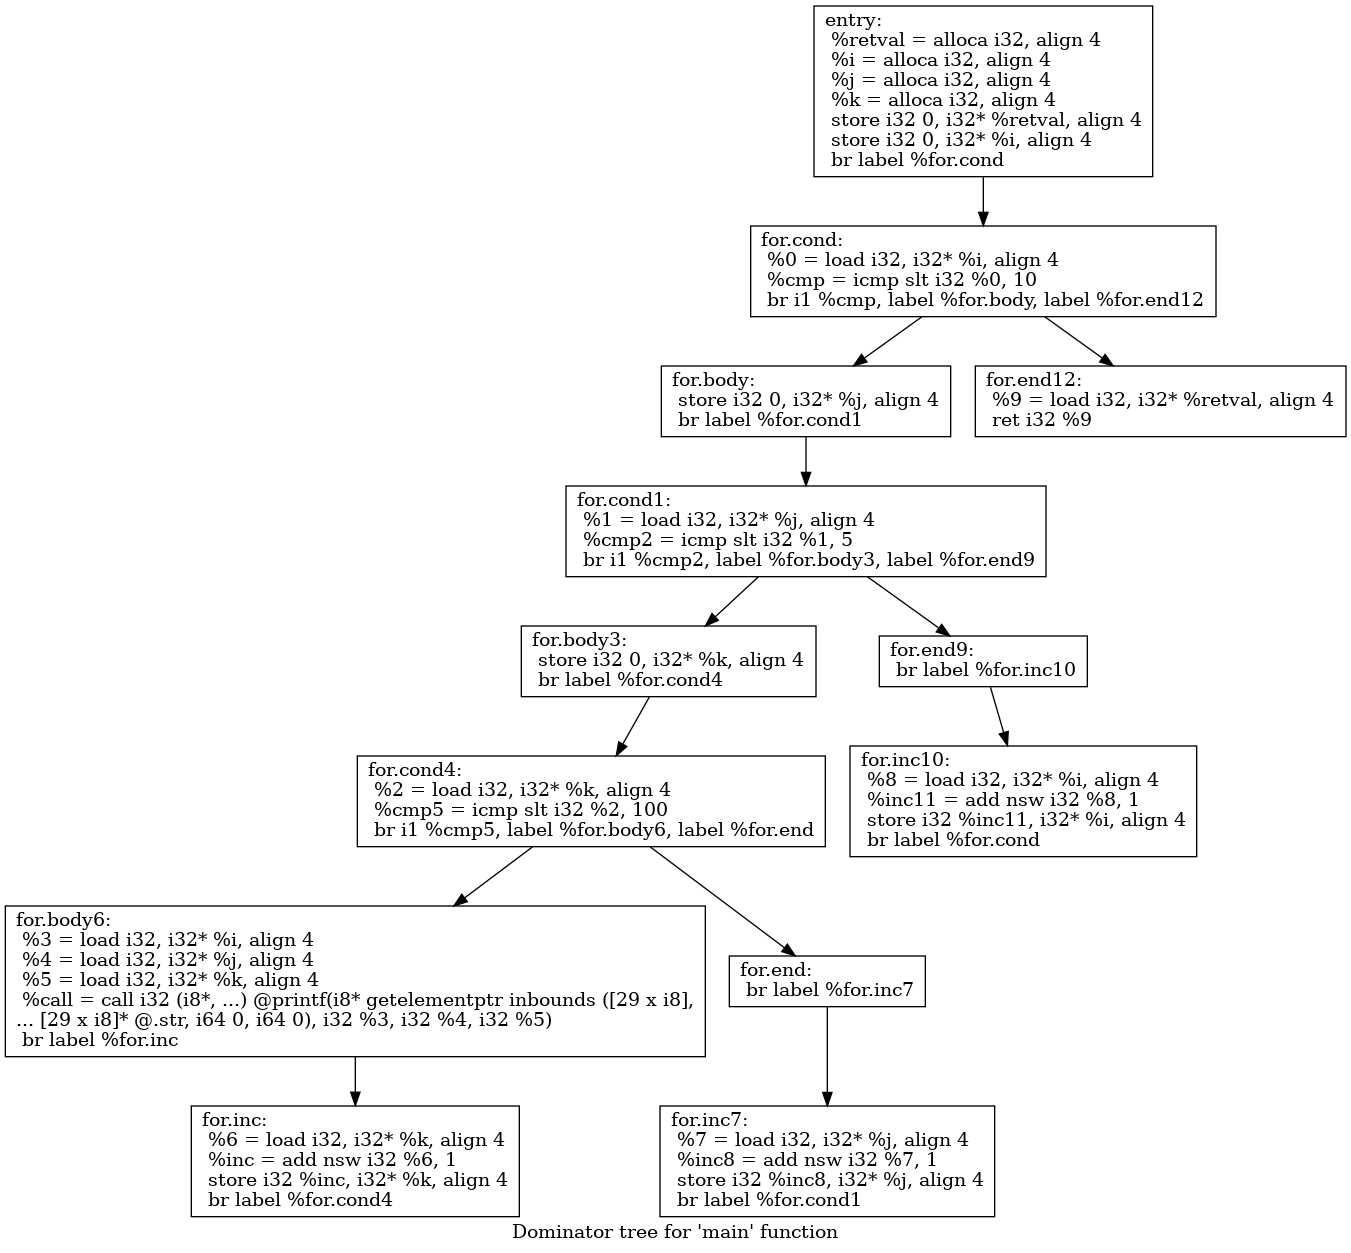 entry:
%retval = alloca i32, align 4
%i = alloca i32, align 4
%j = alloca i32, align 4
%k = alloca i32, align 4
store i32 0, i32* %retval, align 4
store i32 0, i32* %i, align 4
br label %for.cond
for.cond:
%0 = load i32, i32* %i, align 4
%cmp = icmp slt i32 %0, 10
br i1 %cmp, label %for.body, label %for.end12
for.body:
store i32 0, i32* %j, align 4
br label %for.cond1
for.end12:
%9 = load i32, i32* %retval, align 4
ret i32 %9
for.cond1:
%1 = load i32, i32* %j, align 4
%cmp2 = icmp slt i32 %1, 5
br i1 %cmp2, label %for.body3, label %for.end9
for.body3:
store i32 0, i32* %k, align 4
br label %for.cond4
for.end9:
br label %for.inc10
for.cond4:
%2 = load i32, i32* %k, align 4
%cmp5 = icmp slt i32 %2, 100
br i1 %cmp5, label %for.body6, label %for.end
for.inc10:
%8 = load i32, i32* %i, align 4
%inc11 = add nsw i32 %8, 1
store i32 %inc11, i32* %i, align 4
br label %for.cond
for.body6:
%3 = load i32, i32* %i, align 4
%4 = load i32, i32* %j, align 4
%5 = load i32, i32* %k, align 4
%call = call i32 (i8*, ...) @printf(i8* getelementptr inbounds ([29 x i8],
... [29 x i8]* @.str, i64 0, i64 0), i32 %3, i32 %4, i32 %5)
br label %for.inc
for.end:
br label %for.inc7
for.inc:
%6 = load i32, i32* %k, align 4
%inc = add nsw i32 %6, 1
store i32 %inc, i32* %k, align 4
br label %for.cond4
for.inc7:
%7 = load i32, i32* %j, align 4
%inc8 = add nsw i32 %7, 1
store i32 %inc8, i32* %j, align 4
br label %for.cond1
Dominator tree for 'main' function